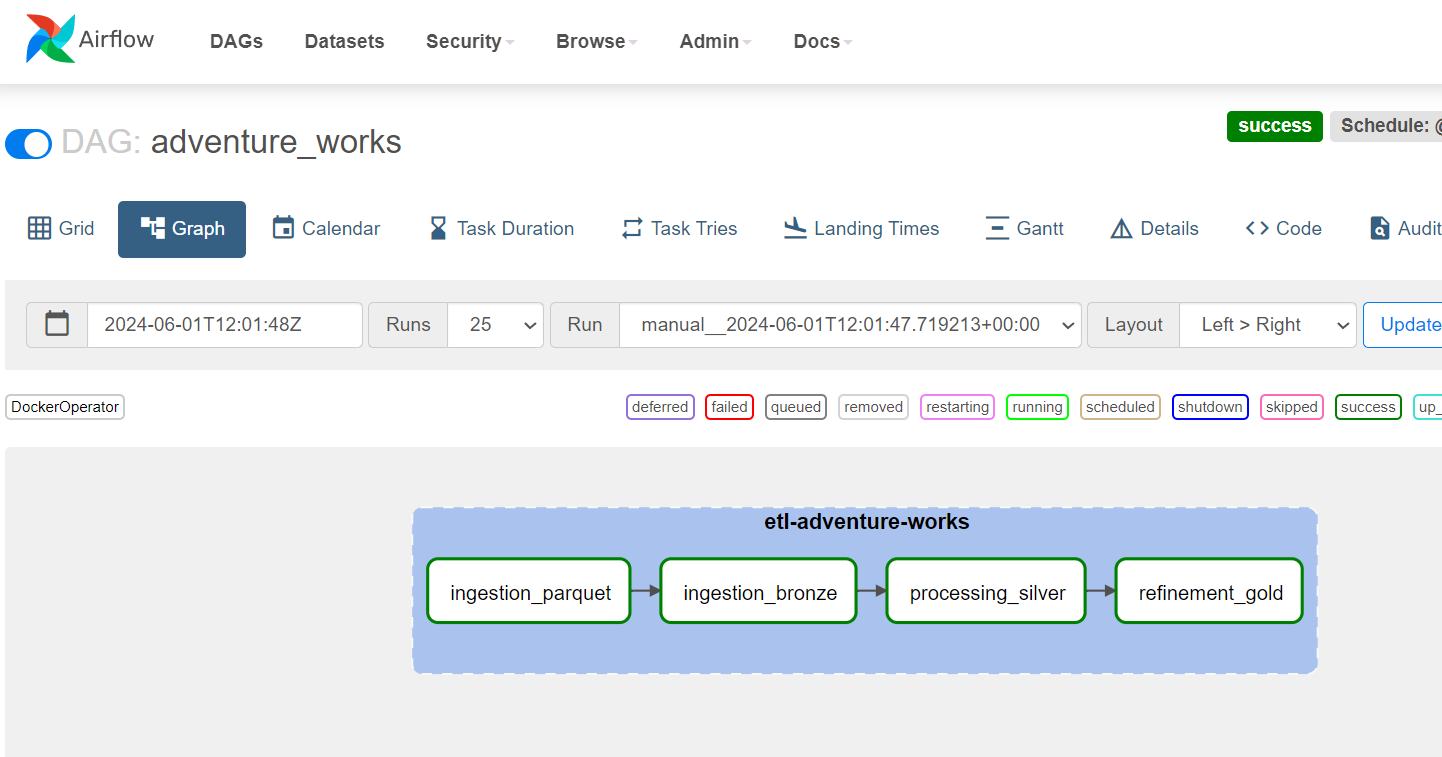 Airflow DAGs Datasets Security Browse Admin Docs
DAG: adventure_works success Schedule: @
Grid Graph Calendar Task Duration Task Tries Landing Times Gantt Details Code Audit
2024-06-01T12:01:48Z Runs 25 Run manual__2024-06-01T12:01:47.719213+00:00 Layout Left > Right Update
DockerOperator deferred failed queued removed restarting running scheduled shutdown skipped success up_
etl-adventure-works
ingestion_parquet ingestion_bronze processing_silver refinement_gold